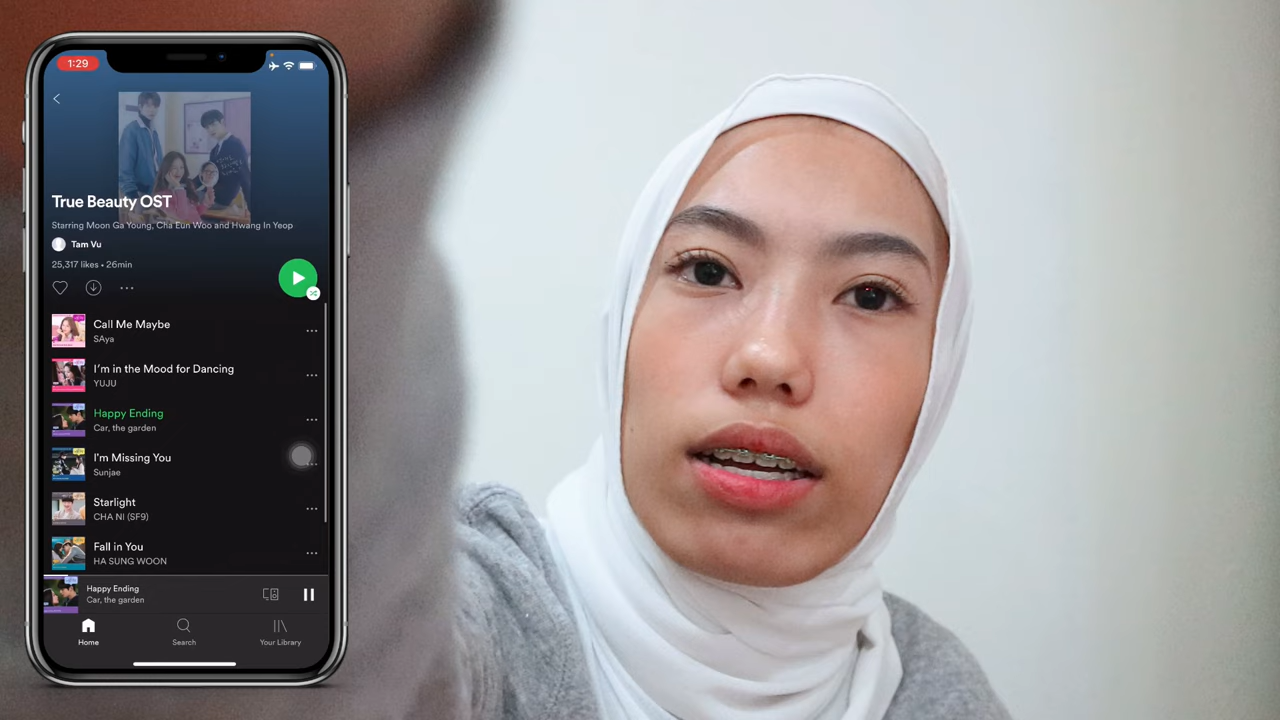 1:29
True Beauty OST
Starring Moon Ga Young, Cha Eun Woo and Hwang In Yeop
Tam Vu
25,317 likes • 26min
Call Me Maybe
SAya
I'm in the Mood for Dancing
YUJU
Happy Ending
Car, the garden
I'm Missing You
Sunjae
Starlight
CHA NI (SF9)
Fall in You
HA SUNG WOON
Happy Ending
Car, the garden
Home
Search
Your Library